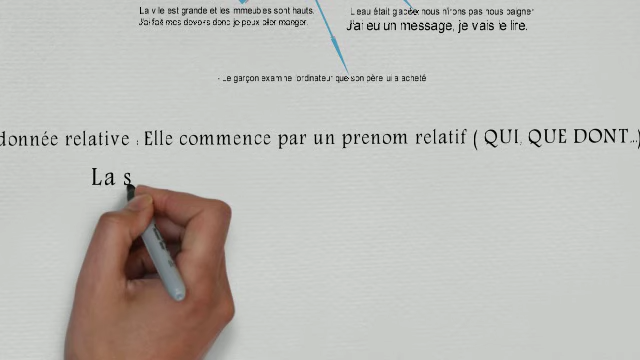 La ville est grande et les immeubles sont hauts.
J'ai fait mes devoirs donc je peux aller manger.
L'eau était glacée nous n'irons pas nous baigner
J'ai eu un message, je vais le lire.
- Le garçon examine l'ordinateur que son père lui a acheté
donnée relative : Elle commence par un prenom relatif ( QUI, QUE DONT...)
La s